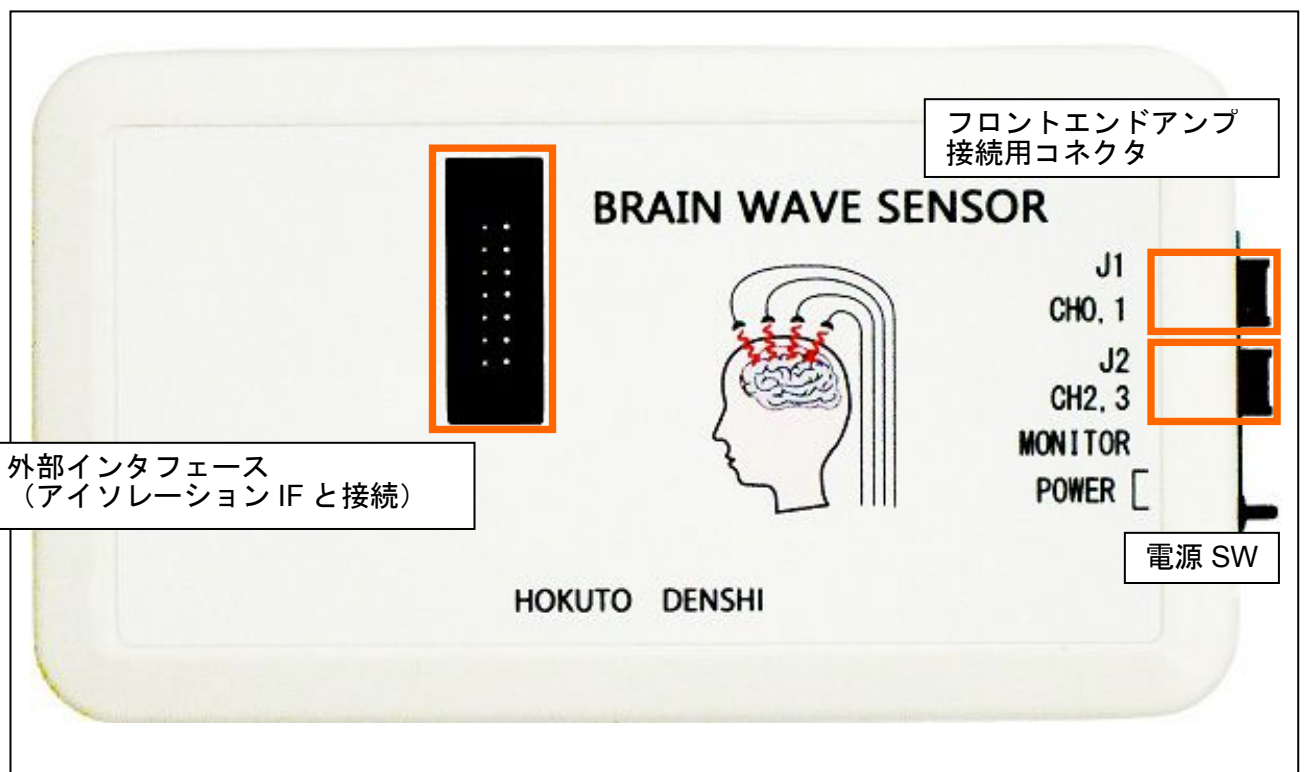 フロントエンドアンプ
接続用コネクタ
BRAIN WAVE SENSOR
J1
CH0, 1
J2
CH2, 3
MONITOR
POWER
外部インタフェース
（アイソレーション IF と接続）
電源 SW
HOKUTO DENSHI